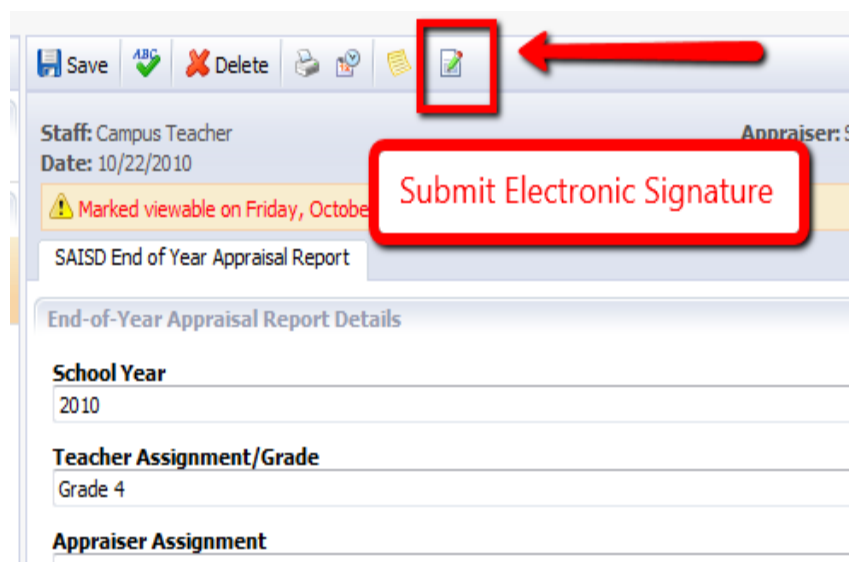 Save ABC Delete
Staff: Campus Teacher Appraiser:
Date: 10/22/2010
Submit Electronic Signature
Marked viewable on Friday,
SAISD End of Year Appraisal Report
End-of-Year Appraisal Report Details
School Year
2010
Teacher Assignment/Grade
Grade 4
Appraiser Assignment